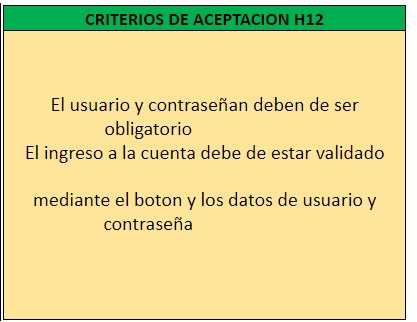 CRITERIOS DE ACEPTACION H12
El usuario y contraseñan deben de ser
obligatorio
El ingreso a la cuenta debe de estar validado
mediante el boton y los datos de usuario y
contraseña